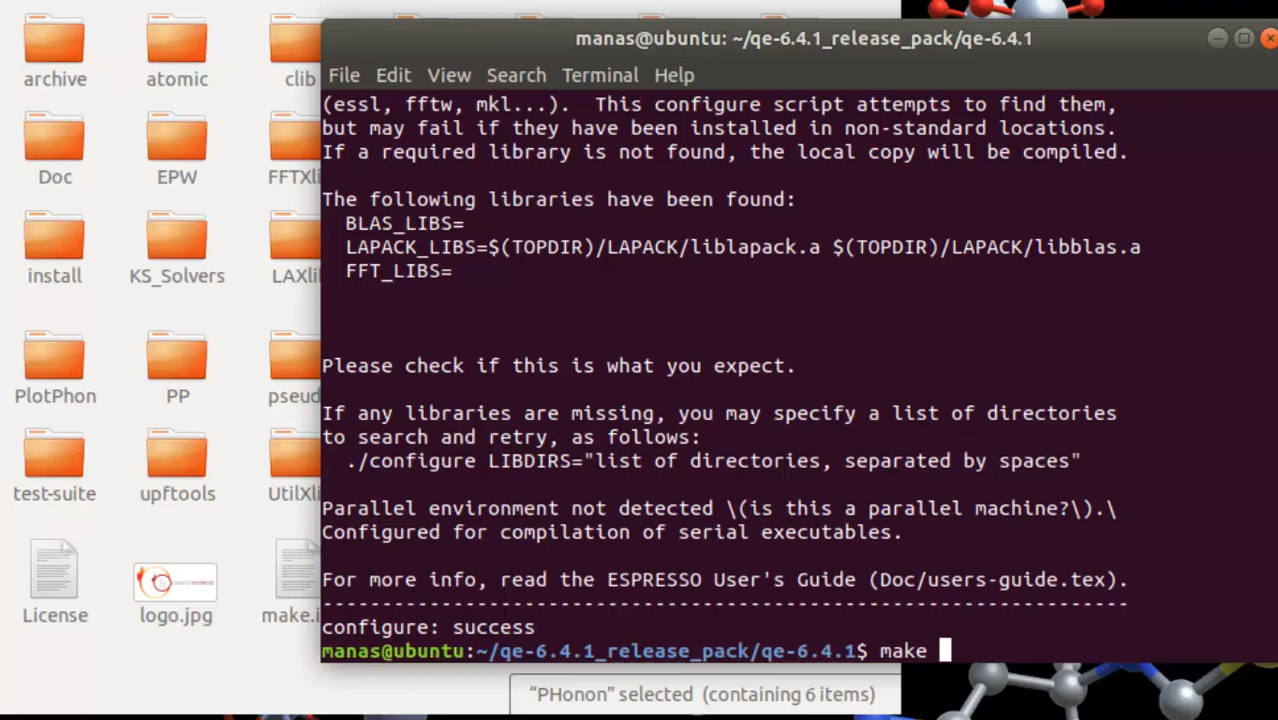 manas@ubuntu: ~/qe-6.4.1_release_pack/qe-6.4.1
File Edit View Search Terminal Help
(essl, fftw, mkl...).  This configure script attempts to find them,
but may fail if they have been installed in non-standard locations.
If a required library is not found, the local copy will be compiled.
The following libraries have been found:
BLAS_LIBS=
LAPACK_LIBS=$(TOPDIR)/LAPACK/liblapack.a $(TOPDIR)/LAPACK/libblas.a
FFT_LIBS=
Please check if this is what you expect.
If any libraries are missing, you may specify a list of directories
to search and retry, as follows:
./configure LIBDIRS="list of directories, separated by spaces"
Parallel environment not detected \(is this a parallel machine?\).\
Configured for compilation of serial executables.
For more info, read the ESPRESSO User's Guide (Doc/users-guide.tex).
--------------------------------------------------------------------
configure: success
manas@ubuntu:~/qe-6.4.1_release_pack/qe-6.4.1$ make
archive atomic clib
Doc EPW FFTXli
install KS_Solvers LAXli
PlotPhon PP pseud
test-suite upftools UtilXli
License logo.jpg make.i
“PHonon” selected (containing 6 items)